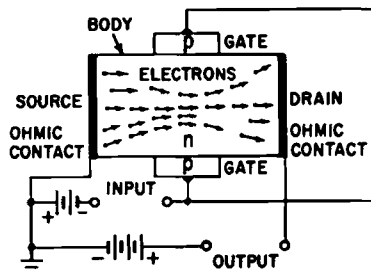 BODY
p GATE
ELECTRONS
SOURCE
DRAIN
OHMIC
CONTACT
OHMIC
CONTACT
n
p GATE
INPUT
+ -
- +
OUTPUT